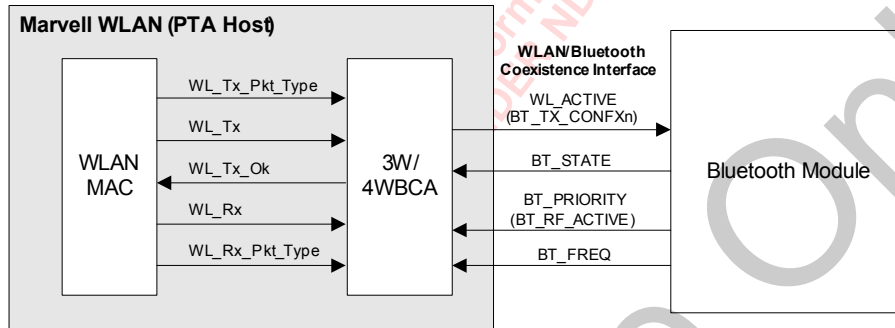 Marvell WLAN (PTA Host)
WLAN/Bluetooth
Coexistence Interface
WL_Tx_Pkt_Type
WL_Tx
WL_Tx_Ok
WL_Rx
WL_Rx_Pkt_Type
WLAN
MAC
3W/
4WBCA
WL_ACTIVE
(BT_TX_CONFXn)
BT_STATE
BT_PRIORITY
(BT_RF_ACTIVE)
BT_FREQ
Bluetooth Module